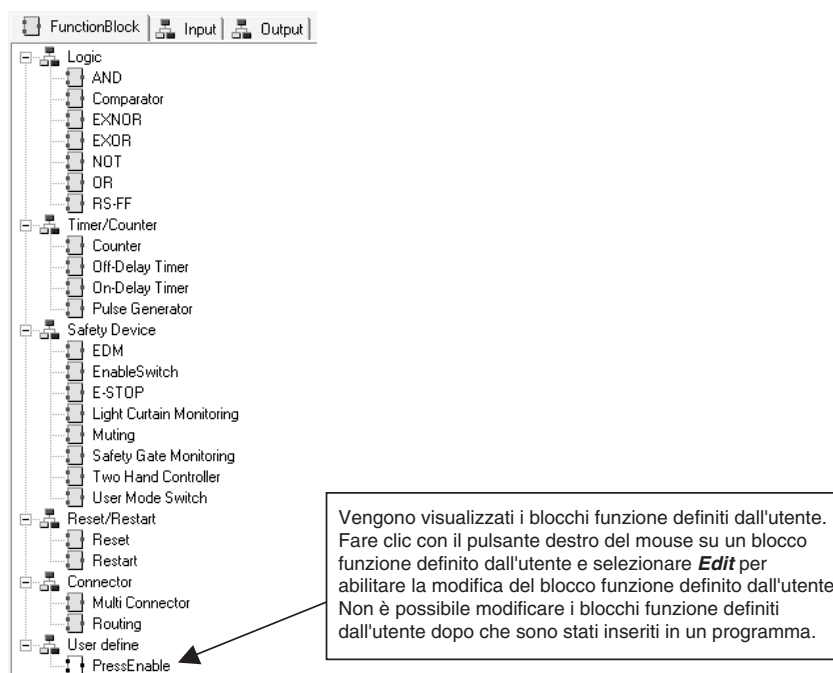 FunctionBlock Input Output
Logic
AND
Comparator
EXNOR
EXOR
NOT
OR
RS-FF
Timer/Counter
Counter
Off-Delay Timer
On-Delay Timer
Pulse Generator
Safety Device
EDM
EnableSwitch
E-STOP
Light Curtain Monitoring
Muting
Safety Gate Monitoring
Two Hand Controller
User Mode Switch
Reset/Restart
Reset
Restart
Connector
Multi Connector
Routing
User define
PressEnable
Vengono visualizzati i blocchi funzione definiti dall'utente.
Fare clic con il pulsante destro del mouse su un blocco
funzione definito dall'utente e selezionare Edit per
abilitare la modifica del blocco funzione definito dall'utente
Non è possibile modificare i blocchi funzione definiti
dall'utente dopo che sono stati inseriti in un programma.